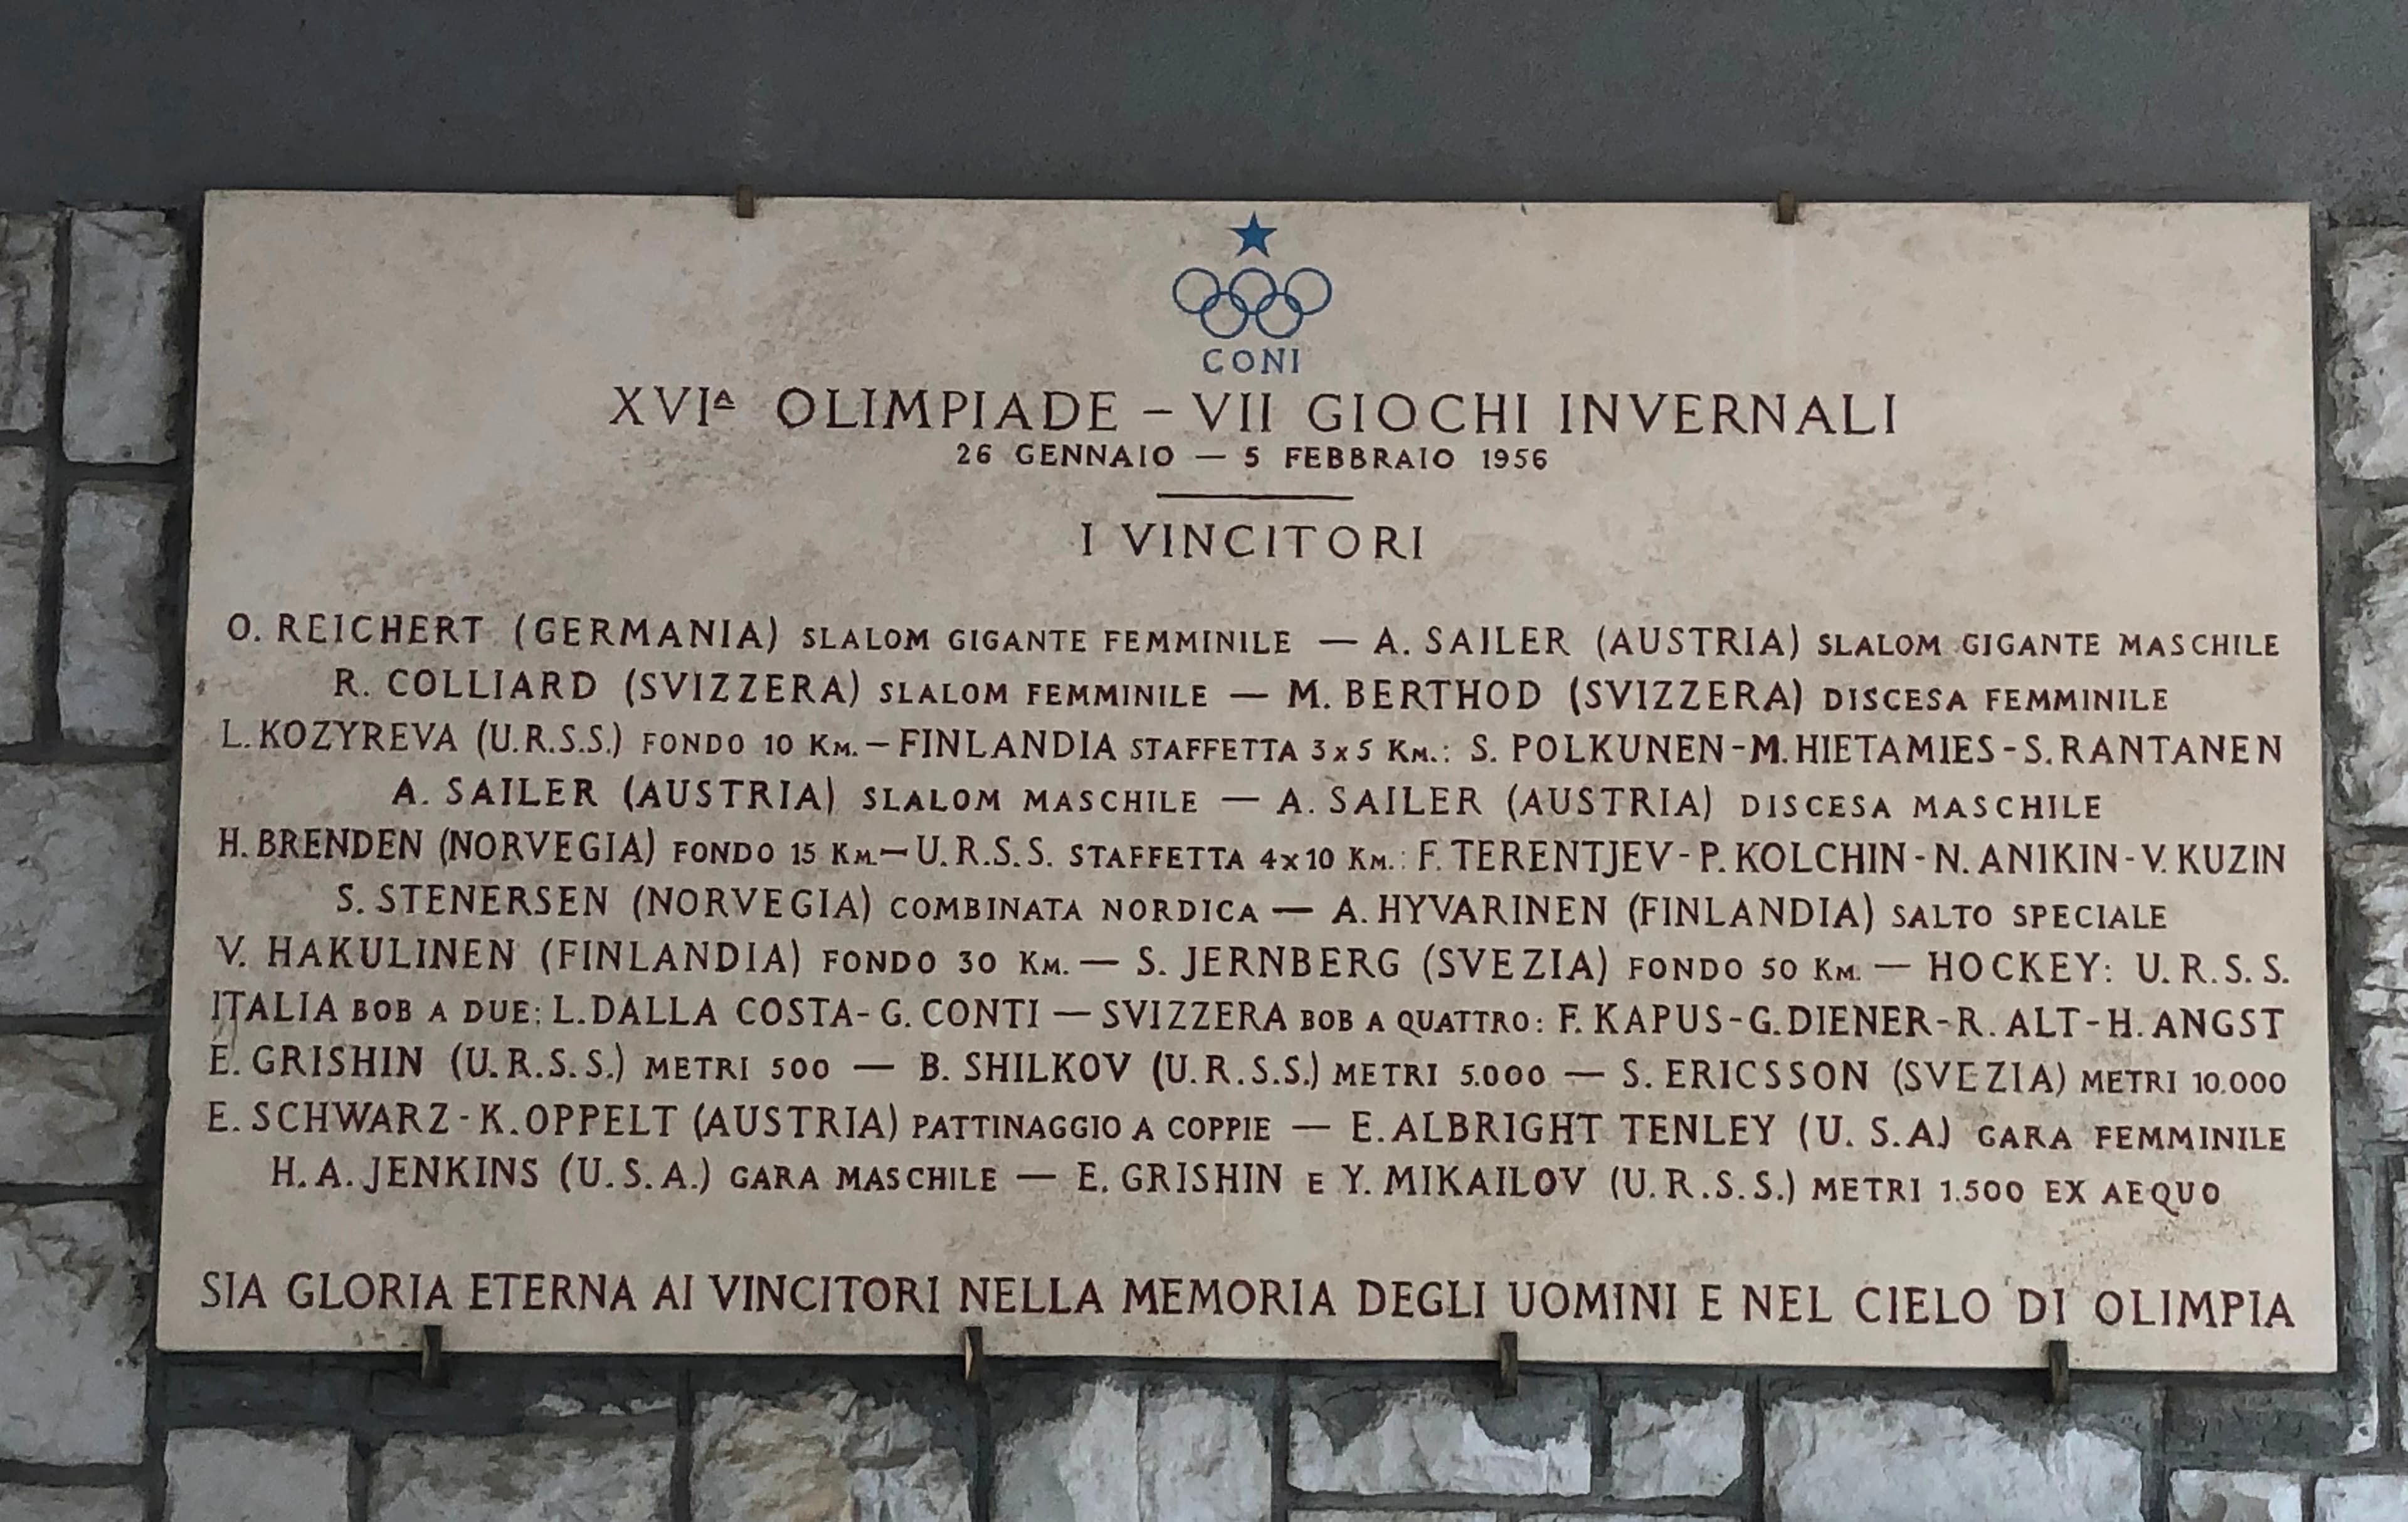 CONI
XVIᴬ OLIMPIADE – VII GIOCHI INVERNALI
26 GENNAIO — 5 FEBBRAIO 1956
I VINCITORI
O. REICHERT (GERMANIA) SLALOM GIGANTE FEMMINILE — A. SAILER (AUSTRIA) SLALOM GIGANTE MASCHILE
R. COLLIARD (SVIZZERA) SLALOM FEMMINILE — M. BERTHOD (SVIZZERA) DISCESA FEMMINILE
L. KOZYREVA (U.R.S.S.) FONDO 10 KM. – FINLANDIA STAFFETTA 3x5 KM.: S. POLKUNEN - M. HIETAMIES - S. RANTANEN
A. SAILER (AUSTRIA) SLALOM MASCHILE — A. SAILER (AUSTRIA) DISCESA MASCHILE
H. BRENDEN (NORVEGIA) FONDO 15 KM. — U.R.S.S. STAFFETTA 4x10 KM.: F. TERENTJEV - P. KOLCHIN - N. ANIKIN - V. KUZIN
S. STENERSEN (NORVEGIA) COMBINATA NORDICA — A. HYVARINEN (FINLANDIA) SALTO SPECIALE
V. HAKULINEN (FINLANDIA) FONDO 30 KM. — S. JERNBERG (SVEZIA) FONDO 50 KM. — HOCKEY: U.R.S.S.
ITALIA BOB A DUE: L. DALLA COSTA - G. CONTI — SVIZZERA BOB A QUATTRO: F. KAPUS - G. DIENER - R. ALT - H. ANGST
E. GRISHIN (U.R.S.S.) METRI 500 — B. SHILKOV (U.R.S.S.) METRI 5.000 — S. ERICSSON (SVEZIA) METRI 10.000
E. SCHWARZ - K. OPPELT (AUSTRIA) PATTINAGGIO A COPPIE — E. ALBRIGHT TENLEY (U.S.A.) GARA FEMMINILE
H. A. JENKINS (U.S.A.) GARA MASCHILE — E. GRISHIN E Y. MIKAILOV (U.R.S.S.) METRI 1.500 EX AEQUO
SIA GLORIA ETERNA AI VINCITORI NELLA MEMORIA DEGLI UOMINI E NEL CIELO DI OLIMPIA